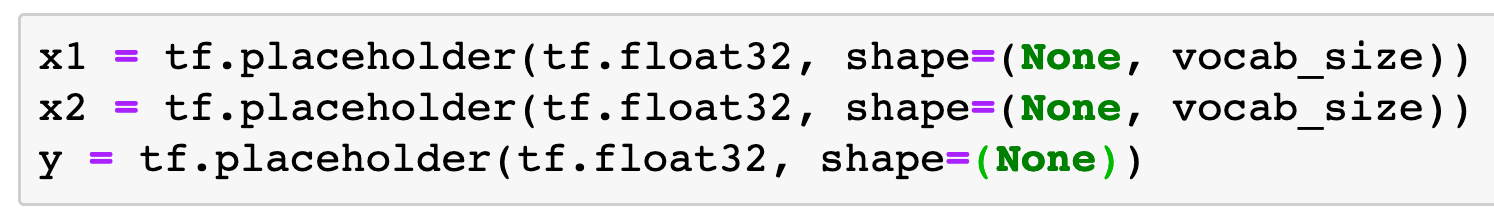 x1 = tf.placeholder(tf.float32, shape=(None, vocab_size))
x2 = tf.placeholder(tf.float32, shape=(None, vocab_size))
y = tf.placeholder(tf.float32, shape=(None))